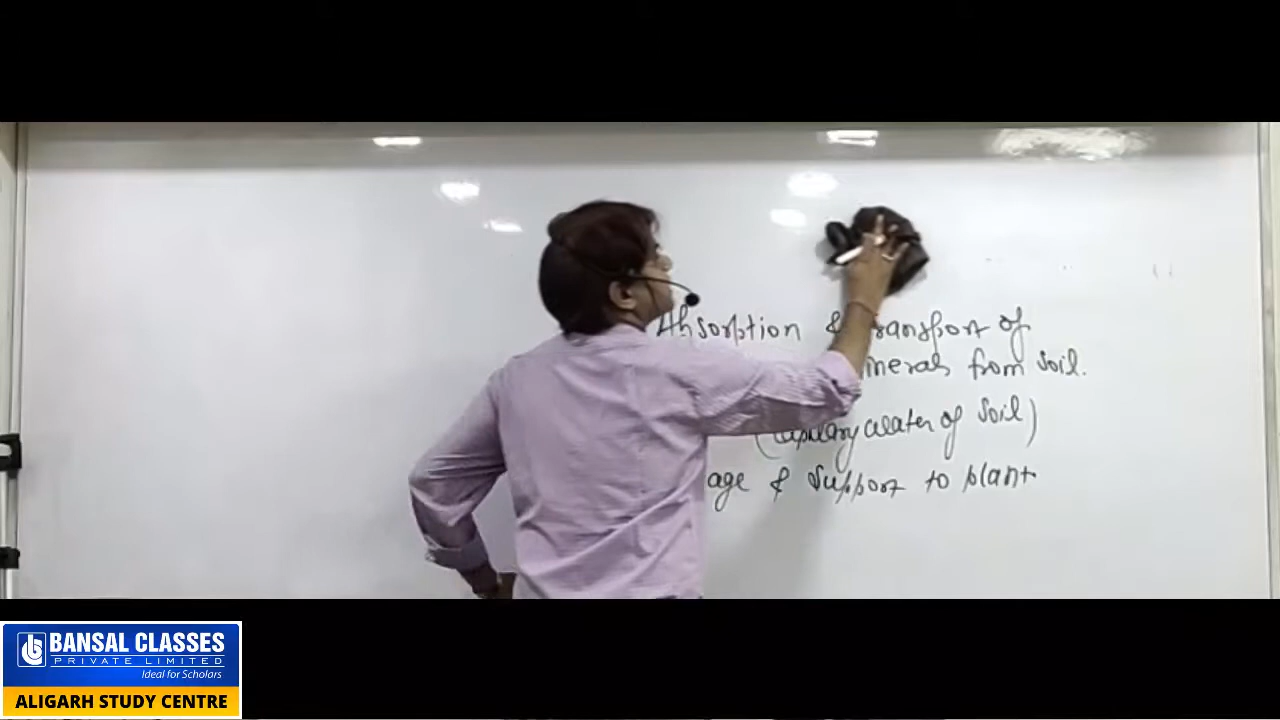 Absorption & transport of
minerals from soil.
(Capillary water of soil)
age & support to plant
BANSAL CLASSES
PRIVATE LIMITED
Ideal for Scholars
ALIGARH STUDY CENTRE